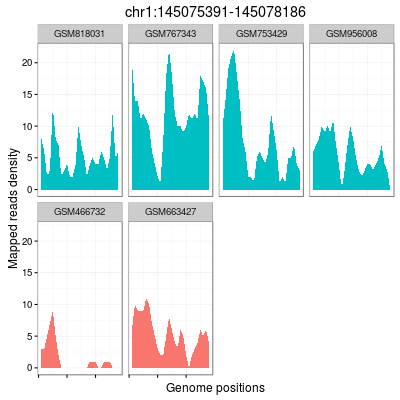 chr1:145075391-145078186
GSM818031 GSM767343 GSM753429 GSM956008
20
15
10
5
0
GSM466732 GSM663427
20
15
10
5
0
Mapped reads density
Genome positions